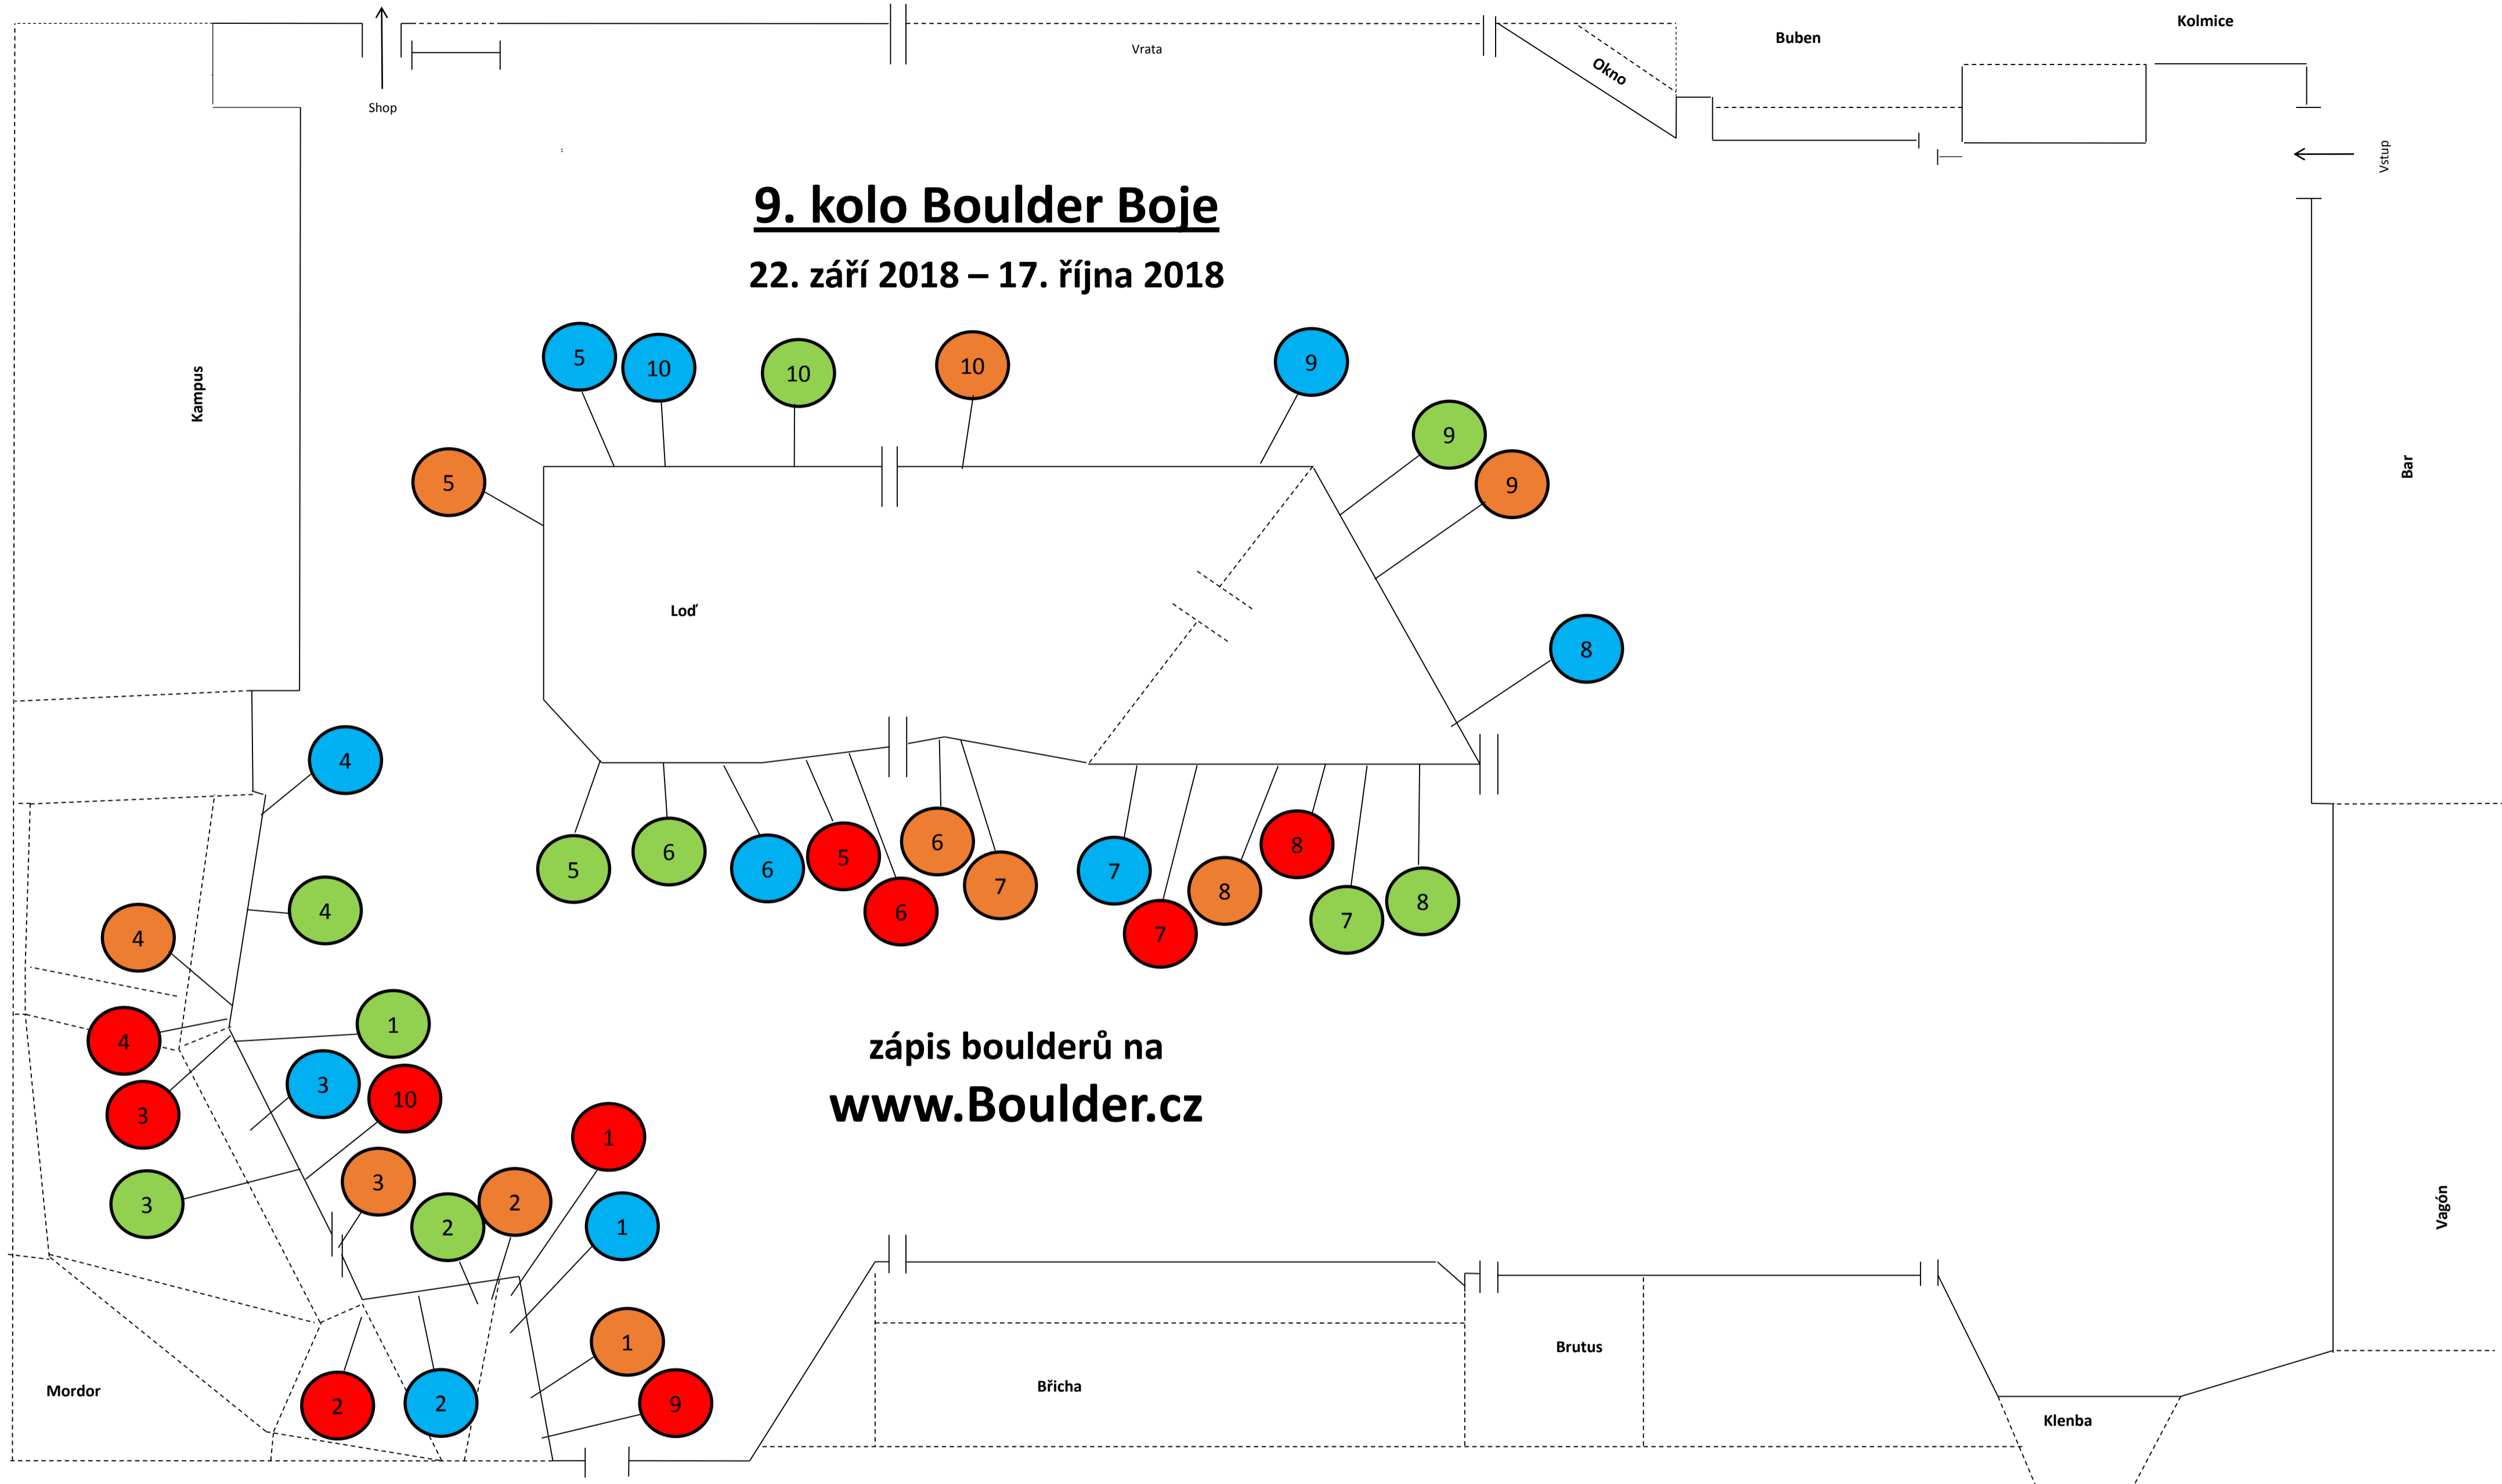 Kolmice
Buben
Vrata
Okno
Shop
Vstup
9. kolo Boulder Boje
22. září 2018 – 17. října 2018
5
10
10
10
9
9
9
5
Kampus
Bar
Loď
8
4
5
6
6
5
6
6
7
7
7
8
8
7
8
4
4
4
1
3
3
10
zápis boulderů na
www.Boulder.cz
1
3
3
2
2
1
Vagón
1
9
2
2
Mordor
Břicha
Brutus
Klenba